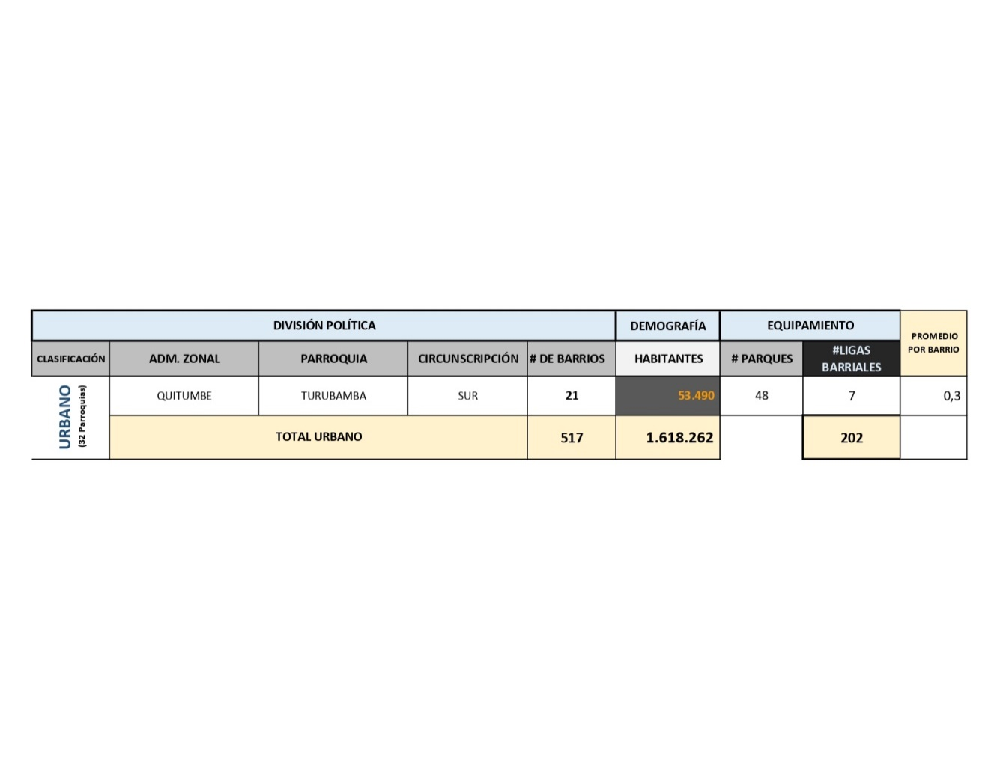 DIVISIÓN POLÍTICA DEMOGRAFÍA EQUIPAMIENTO PROMEDIO
POR BARRIO
CLASIFICACIÓN ADM. ZONAL PARROQUIA CIRCUNSCRIPCIÓN # DE BARRIOS HABITANTES # PARQUES #LIGAS
BARRIALES
URBANO
(32 Parroquias)
QUITUMBE TURUBAMBA SUR 21 53.490 48 7 0,3
TOTAL URBANO 517 1.618.262 202